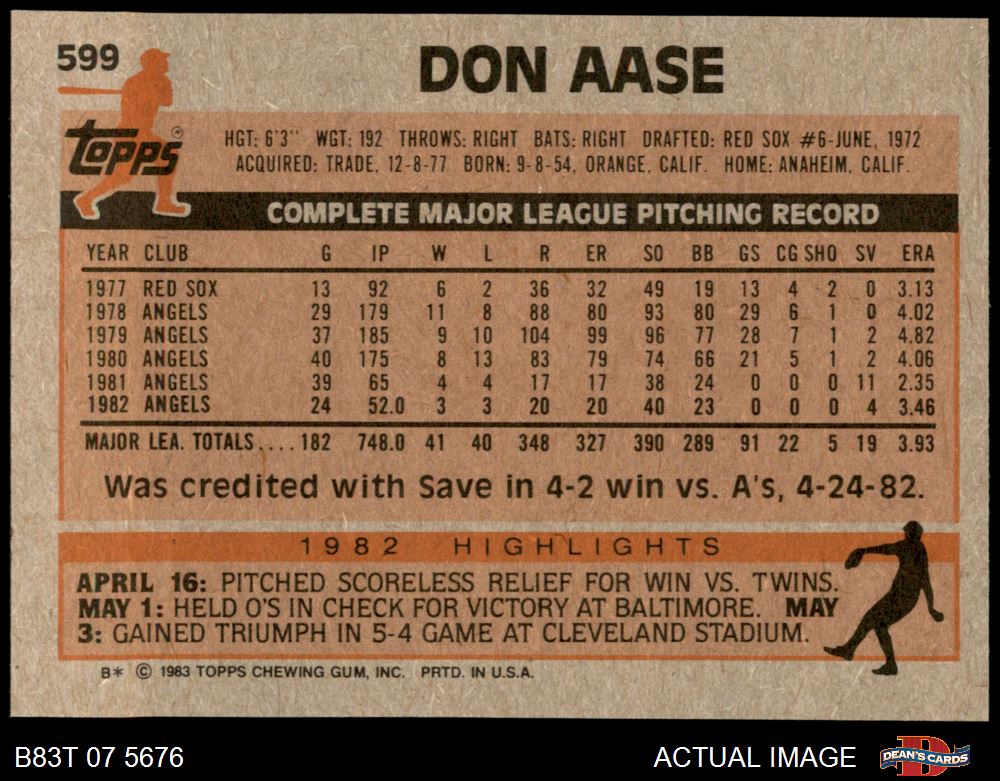 599
DON AASE
Topps ®
HGT: 6'3" WGT: 192 THROWS: RIGHT BATS: RIGHT DRAFTED: RED SOX #6-JUNE, 1972
ACQUIRED: TRADE, 12-8-77 BORN: 9-8-54, ORANGE, CALIF. HOME: ANAHEIM, CALIF.
COMPLETE MAJOR LEAGUE PITCHING RECORD
YEAR CLUB G IP W L R ER SO BB GS CG SHO SV ERA
1977 RED SOX 13 92 6 2 36 32 49 19 13 4 2 0 3.13
1978 ANGELS 29 179 11 8 88 80 93 80 29 6 1 0 4.02
1979 ANGELS 37 185 9 10 104 99 96 77 28 7 1 2 4.82
1980 ANGELS 40 175 8 13 83 79 74 66 21 5 1 2 4.06
1981 ANGELS 39 65 4 4 17 17 38 24 0 0 0 11 2.35
1982 ANGELS 24 52.0 3 3 20 20 40 23 0 0 0 4 3.46
MAJOR LEA. TOTALS.... 182 748.0 41 40 348 327 390 289 91 22 5 19 3.93
Was credited with Save in 4-2 win vs. A's, 4-24-82.
1982 HIGHLIGHTS
APRIL 16: PITCHED SCORELESS RELIEF FOR WIN VS. TWINS.
MAY 1: HELD O'S IN CHECK FOR VICTORY AT BALTIMORE. MAY
3: GAINED TRIUMPH IN 5-4 GAME AT CLEVELAND STADIUM.
B* © 1983 TOPPS CHEWING GUM, INC. PRTD. IN U.S.A.
B83T 07 5676 ACTUAL IMAGE DEAN'S CARDS